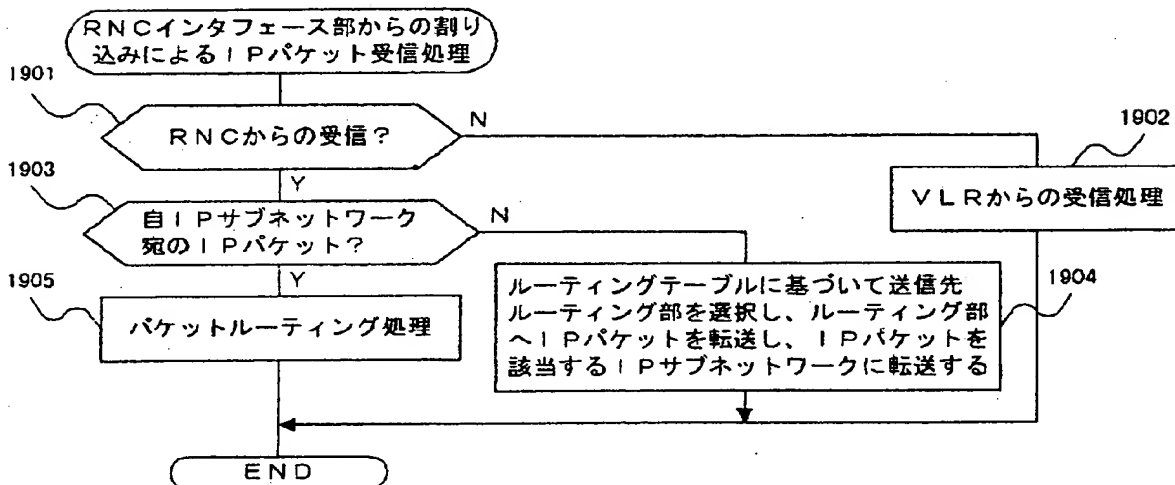 RNCインタフェース部からの割り
込みによるIPパケット受信処理
1901
RNCからの受信?
N
1902
VLRからの受信処理
Y
1903
自IPサブネットワーク
宛のIPパケット?
N
Y
1904
ルーティングテーブルに基づいて送信先
ルーティング部を選択し、ルーティング部
へIPパケットを転送し、IPパケットを
該当するIPサブネットワークに転送する
1905
パケットルーティング処理
END